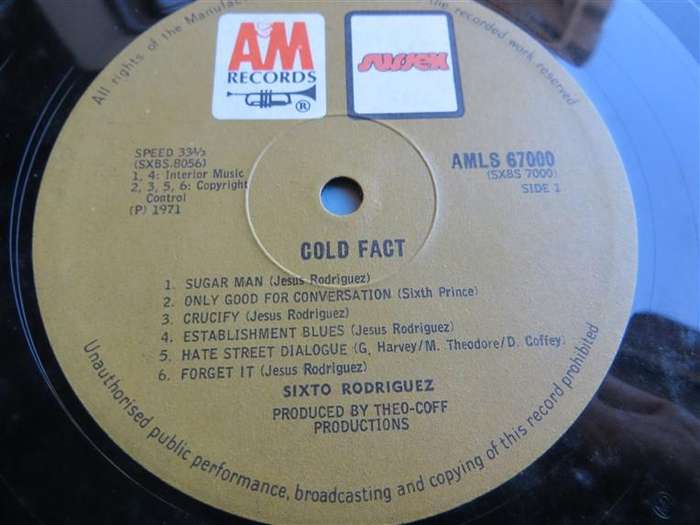 All rights of the Manufac
the recorded work reserved
A&M
RECORDS
®
sussex
SPEED 33⅓
(SXBS.8056)
1, 4: Interior Music
2, 3, 5, 6: Copyright
Control
(P) 1971
AMLS 67000
(SXBS 7000)
SIDE 1
COLD FACT
1. SUGAR MAN (Jesus Rodriguez)
2. ONLY GOOD FOR CONVERSATION (Sixth Prince)
3. CRUCIFY (Jesus Rodriguez)
4. ESTABLISHMENT BLUES (Jesus Rodriguez)
5. HATE STREET DIALOGUE (G. Harvey/M. Theodore/D. Coffey)
6. FORGET IT (Jesus Rodriguez)
SIXTO RODRIGUEZ
PRODUCED BY THEO-COFF
PRODUCTIONS
Unauthorised public performance, broadcasting and copying of this record prohibited